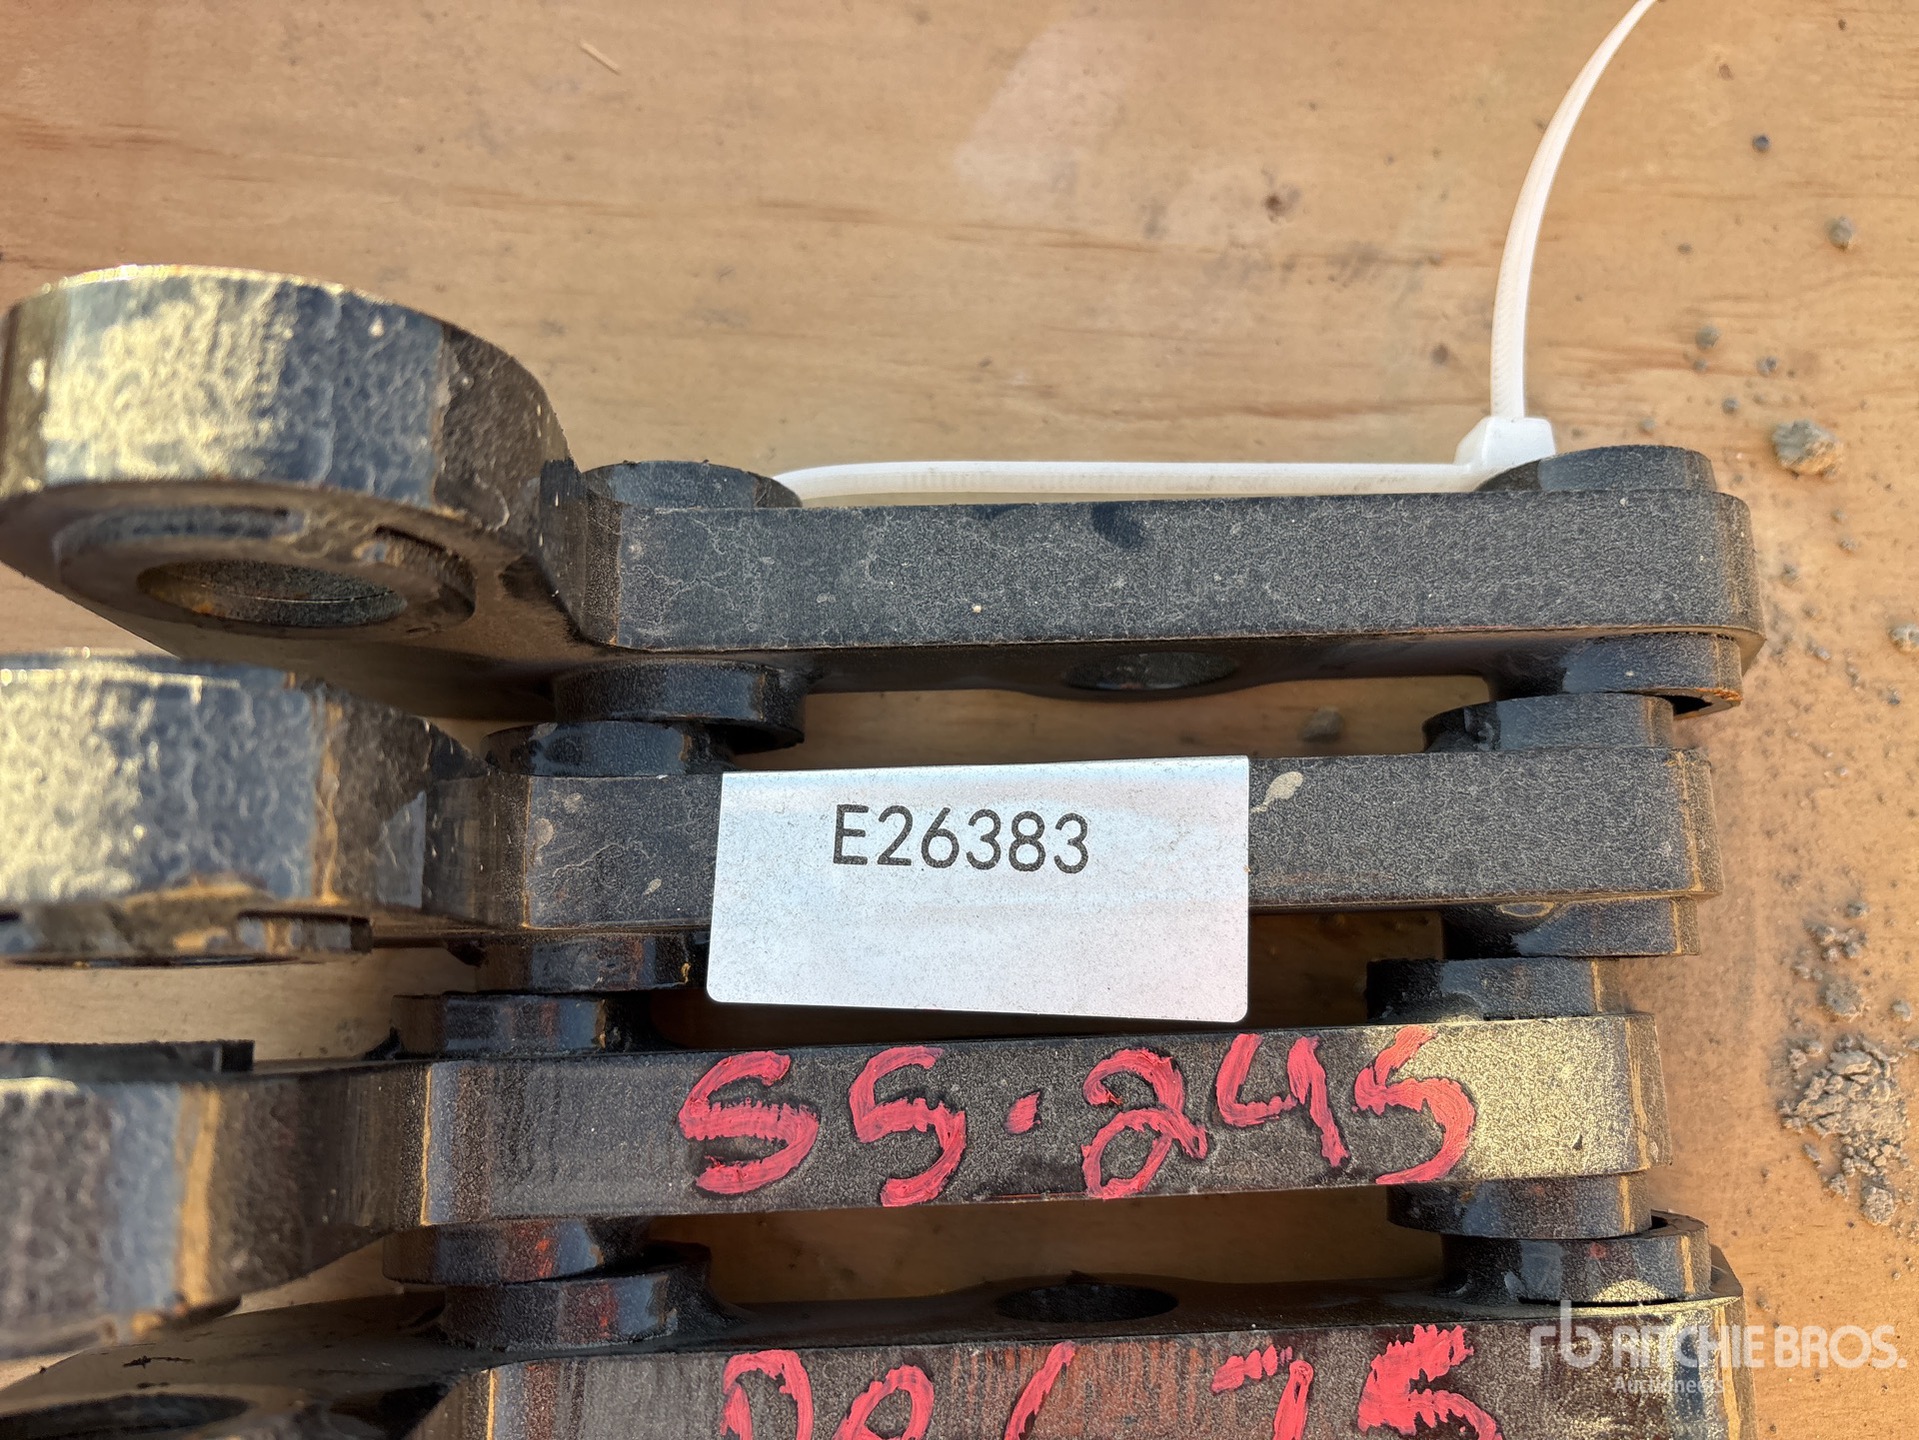 E26383
SS·245
RITCHIE BROS.
Auctioneers